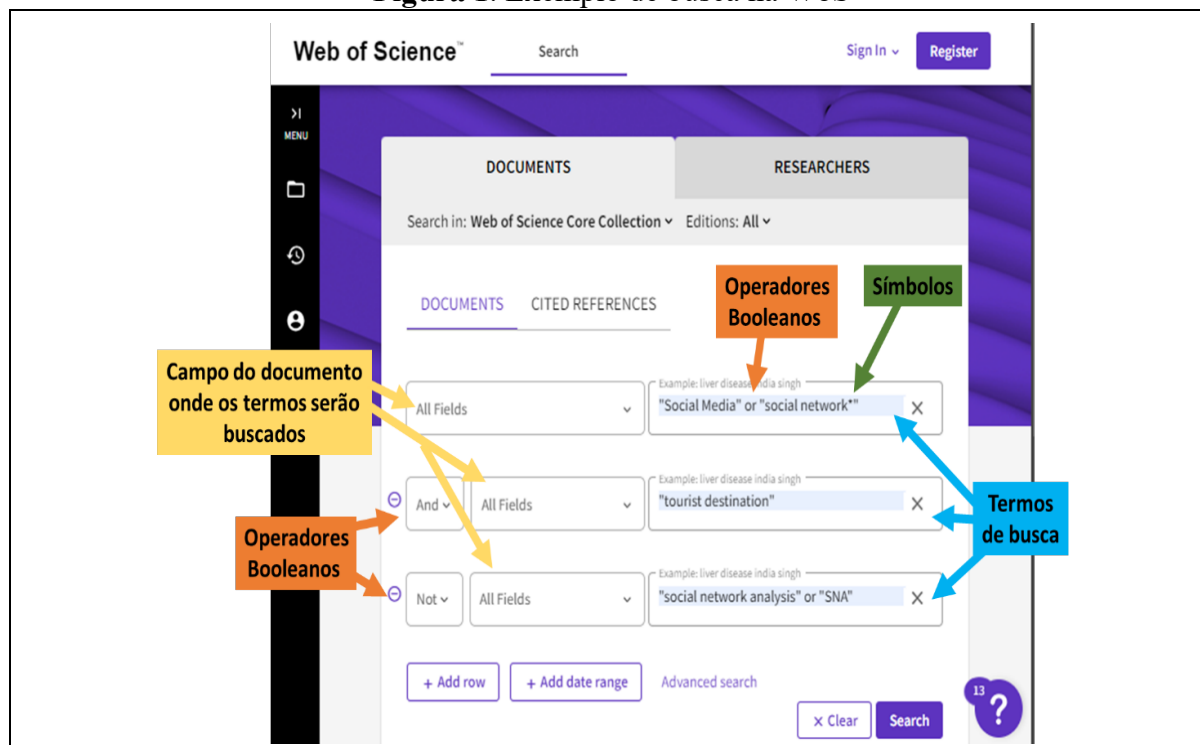 Web of Science™
Search
Sign In
Register
MENU
DOCUMENTS
RESEARCHERS
Search in: Web of Science Core Collection
Editions: All
DOCUMENTS
CITED REFERENCES
Operadores
Booleanos
Símbolos
Campo do documento
onde os termos serão
buscados
All Fields
Example: liver disease india singh
"Social Media" or "social network*"
And
All Fields
Example: liver disease india singh
"tourist destination"
Termos
de busca
Operadores
Booleanos
Not
All Fields
Example: liver disease india singh
"social network analysis" or "SNA"
+ Add row
+ Add date range
Advanced search
13
?
× Clear
Search